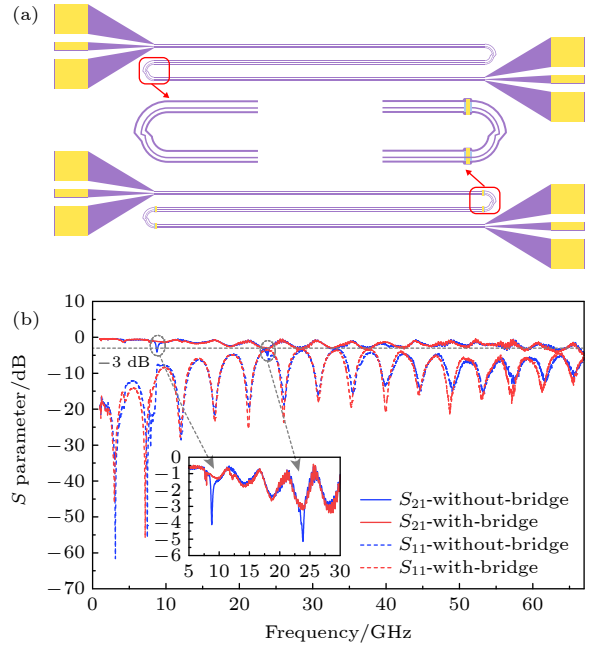 (a)
(b)
10
0
−3 dB
−10
−20
−30
−40
−50
−60
−70
S parameter/dB
0
−1
−2
−3
−4
−5
−6
5 10 15 20 25 30
S21-without-bridge
S21-with-bridge
S11-without-bridge
S11-with-bridge
0 10 20 30 40 50 60
Frequency/GHz